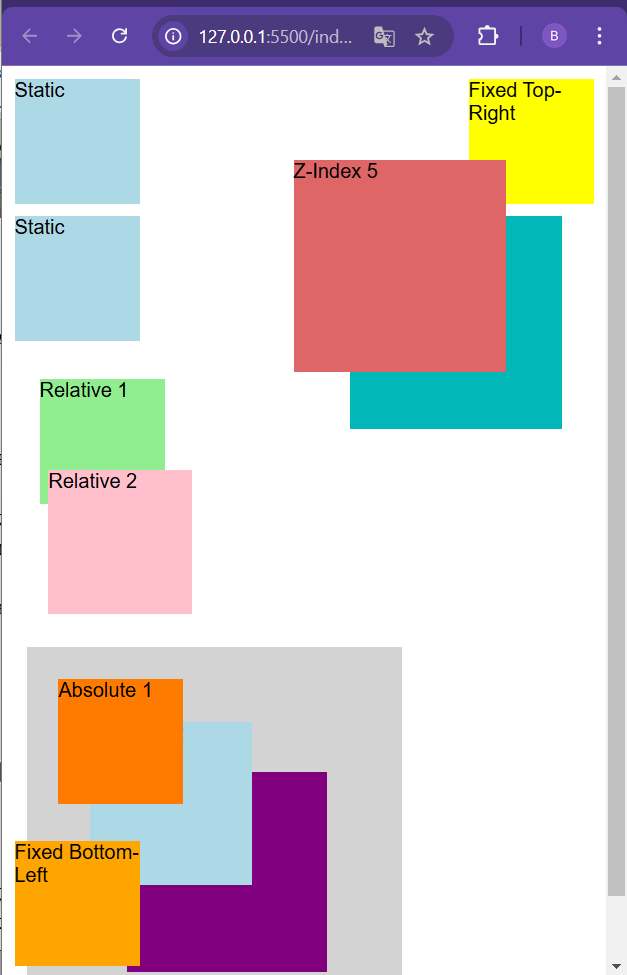 127.0.0.1:5500/ind...
B
Static
Fixed Top-
Right
Z-Index 5
Static
Relative 1
Relative 2
Absolute 1
Fixed Bottom-
Left